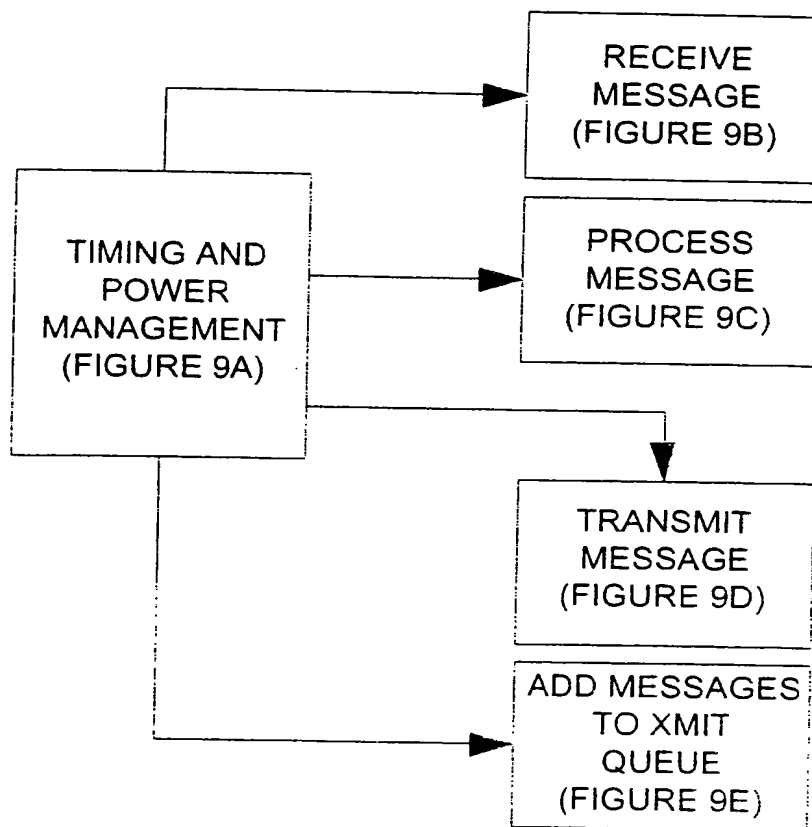 RECEIVE
MESSAGE
(FIGURE 9B)
TIMING AND
POWER
MANAGEMENT
(FIGURE 9A)
PROCESS
MESSAGE
(FIGURE 9C)
TRANSMIT
MESSAGE
(FIGURE 9D)
ADD MESSAGES
TO XMIT
QUEUE
(FIGURE 9E)